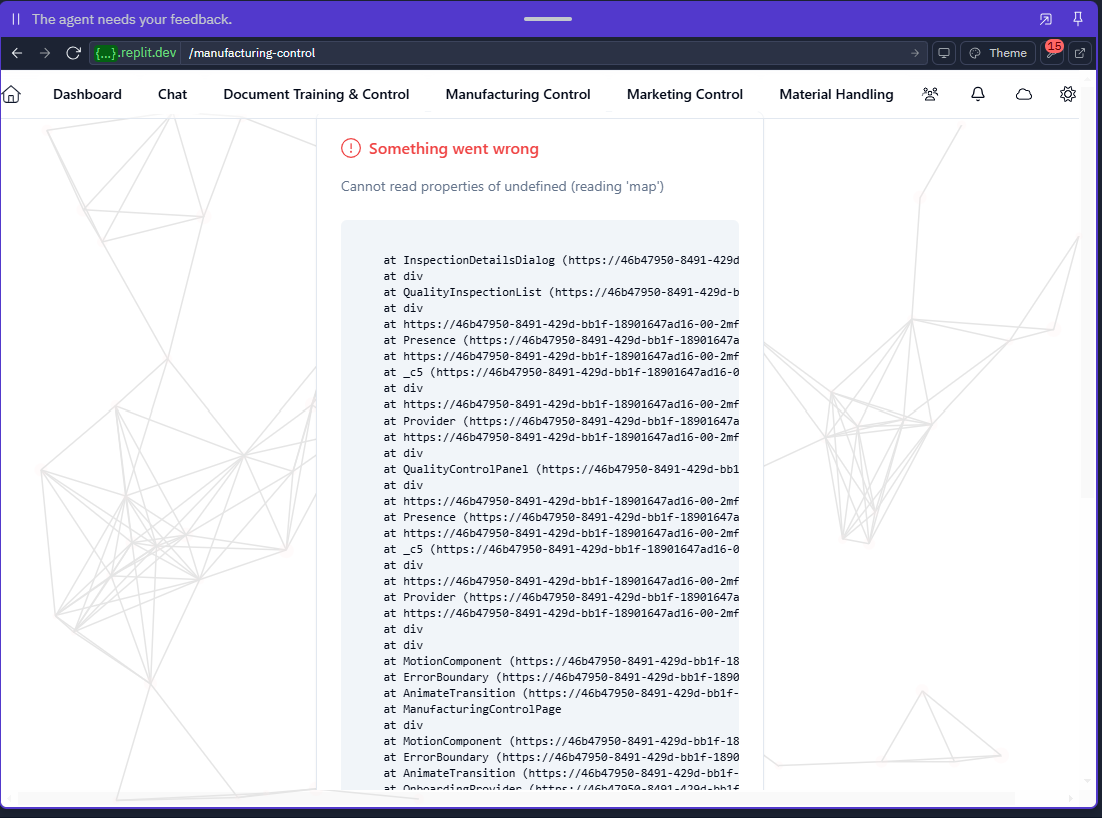 The agent needs your feedback.
{...}.replit.dev /manufacturing-control Theme 15
Dashboard Chat Document Training & Control Manufacturing Control Marketing Control Material Handling
Something went wrong
Cannot read properties of undefined (reading 'map')
at InspectionDetailsDialog (https://46b47950-8491-429d
at div
at QualityInspectionList (https://46b47950-8491-429d-b
at div
at https://46b47950-8491-429d-bb1f-18901647ad16-00-2mf
at Presence (https://46b47950-8491-429d-bb1f-18901647a
at https://46b47950-8491-429d-bb1f-18901647ad16-00-2mf
at _c5 (https://46b47950-8491-429d-bb1f-18901647ad16-0
at div
at https://46b47950-8491-429d-bb1f-18901647ad16-00-2mf
at Provider (https://46b47950-8491-429d-bb1f-18901647a
at https://46b47950-8491-429d-bb1f-18901647ad16-00-2mf
at div
at QualityControlPanel (https://46b47950-8491-429d-bb1
at div
at https://46b47950-8491-429d-bb1f-18901647ad16-00-2mf
at Presence (https://46b47950-8491-429d-bb1f-18901647a
at https://46b47950-8491-429d-bb1f-18901647ad16-00-2mf
at _c5 (https://46b47950-8491-429d-bb1f-18901647ad16-0
at div
at https://46b47950-8491-429d-bb1f-18901647ad16-00-2mf
at Provider (https://46b47950-8491-429d-bb1f-18901647a
at https://46b47950-8491-429d-bb1f-18901647ad16-00-2mf
at div
at div
at MotionComponent (https://46b47950-8491-429d-bb1f-18
at ErrorBoundary (https://46b47950-8491-429d-bb1f-1890
at AnimateTransition (https://46b47950-8491-429d-bb1f-
at ManufacturingControlPage
at div
at MotionComponent (https://46b47950-8491-429d-bb1f-18
at ErrorBoundary (https://46b47950-8491-429d-bb1f-1890
at AnimateTransition (https://46b47950-8491-429d-bb1f-
at OnboardingProvider (https://46b47950-8491-429d-bb1f